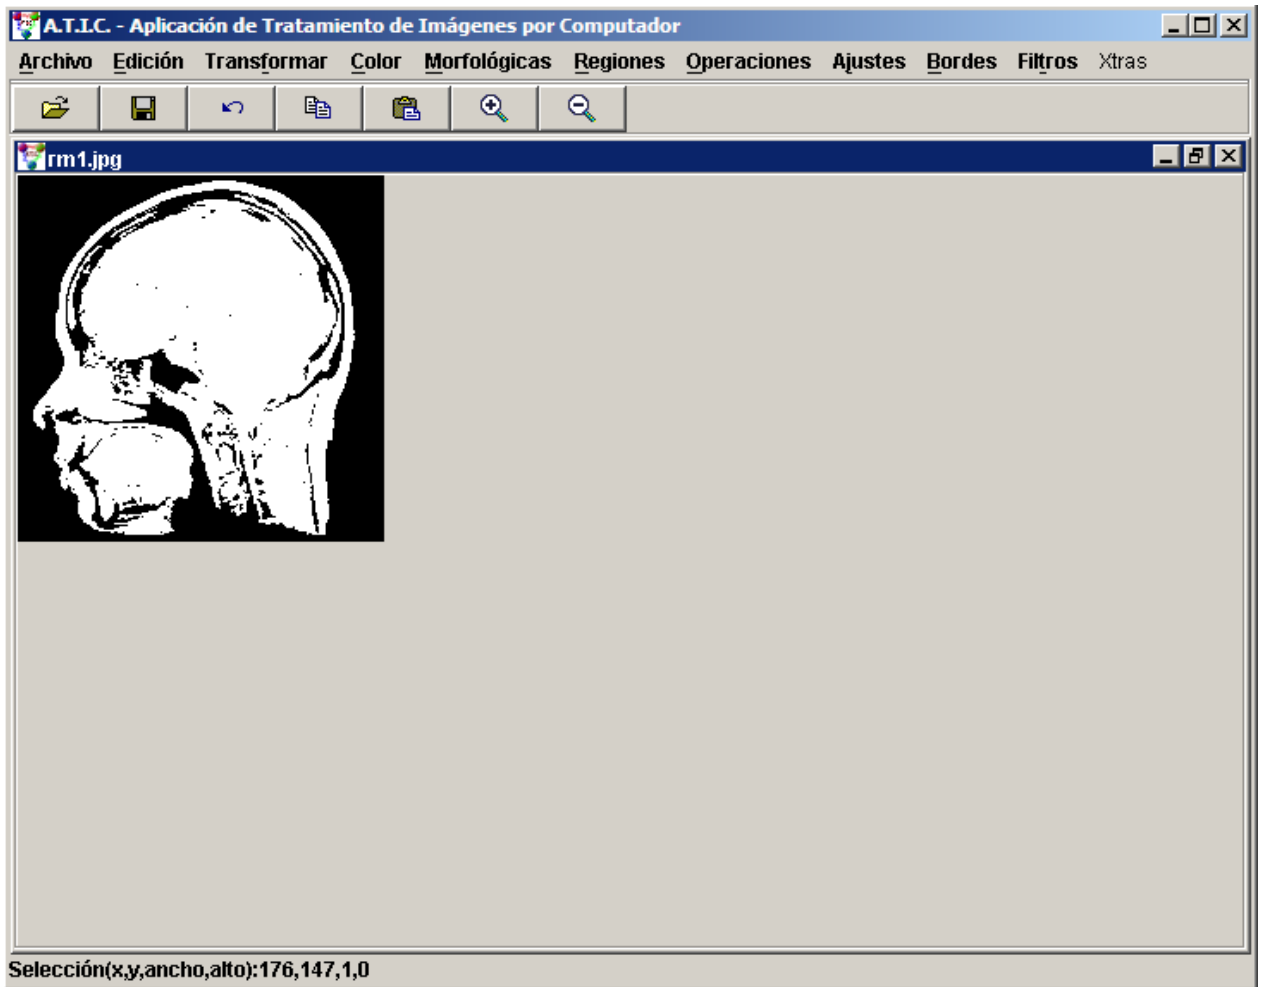 A.T.I.C. - Aplicación de Tratamiento de Imágenes por Computador
Archivo Edición Transformar Color Morfológicas Regiones Operaciones Ajustes Bordes Filtros Xtras
rm1.jpg
Selección(x,y,ancho,alto):176,147,1,0